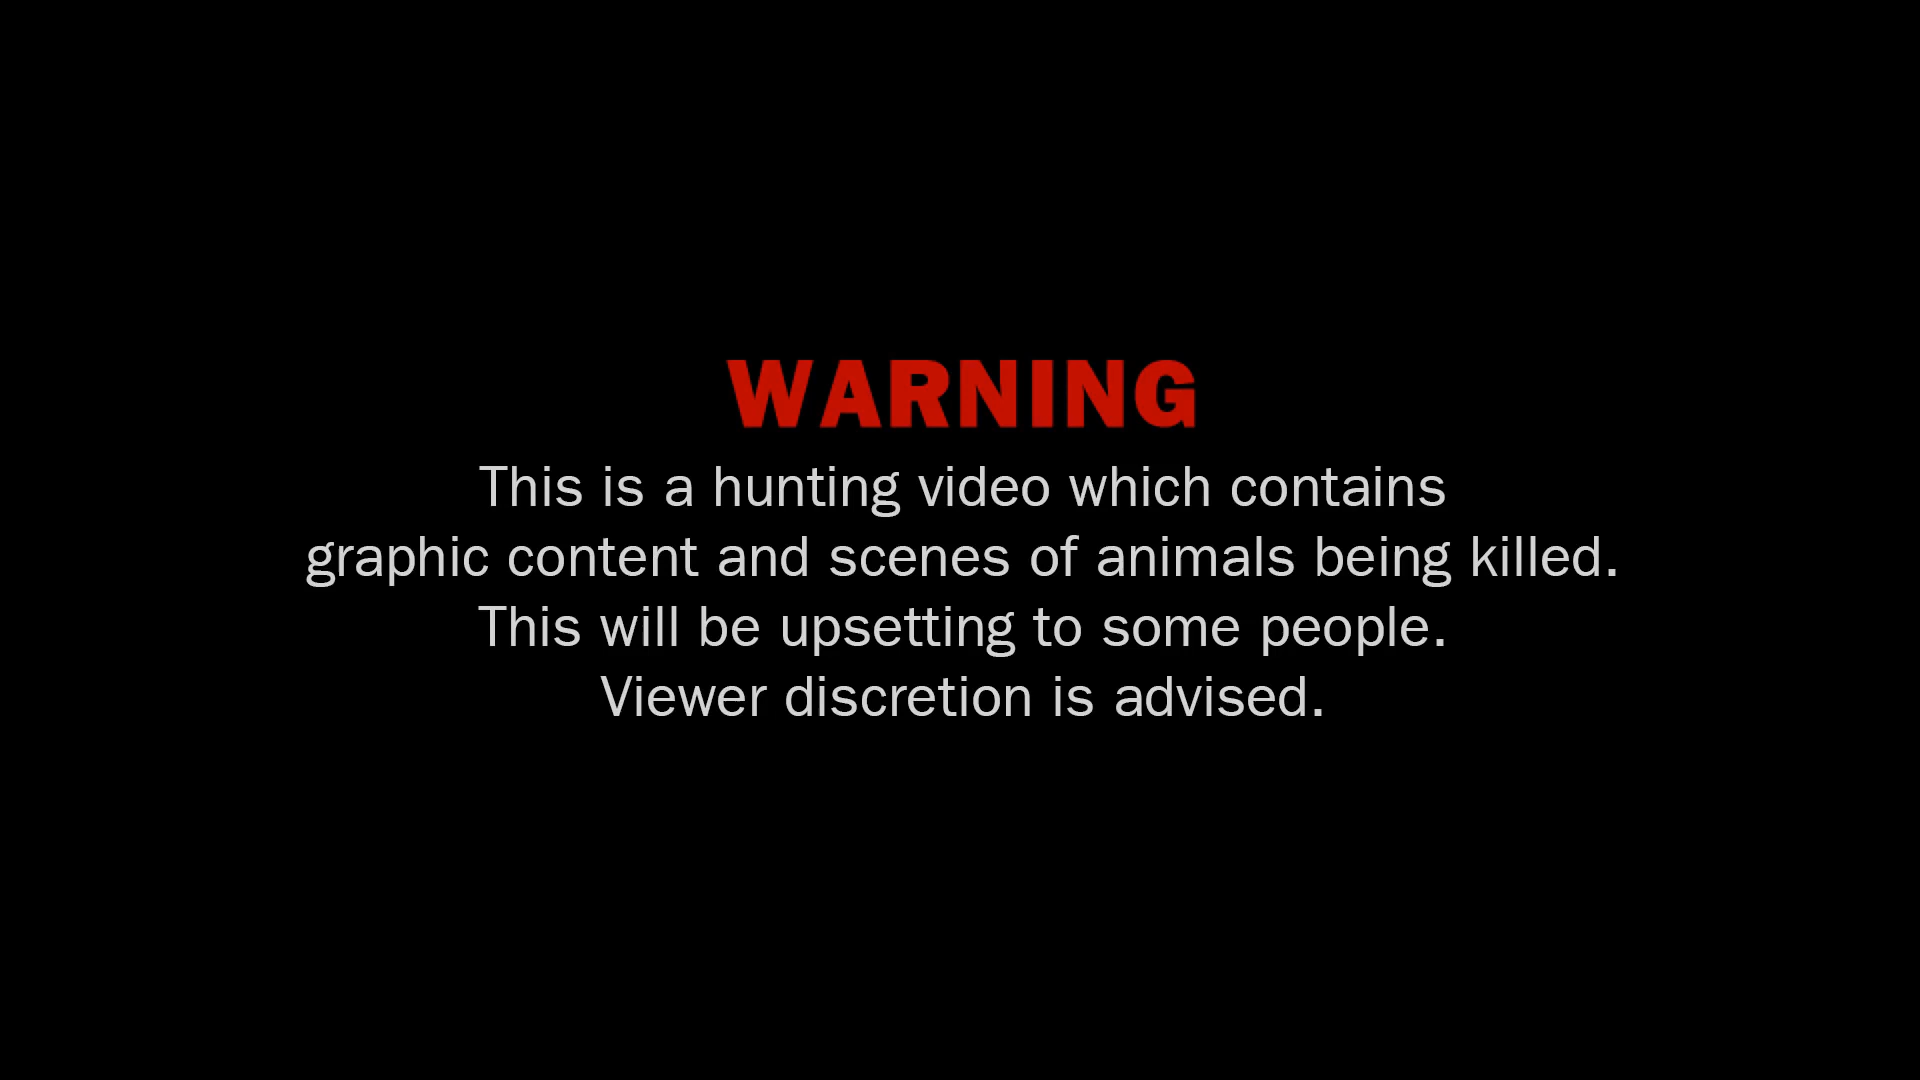 WARNING
This is a hunting video which contains
graphic content and scenes of animals being killed.
This will be upsetting to some people.
Viewer discretion is advised.